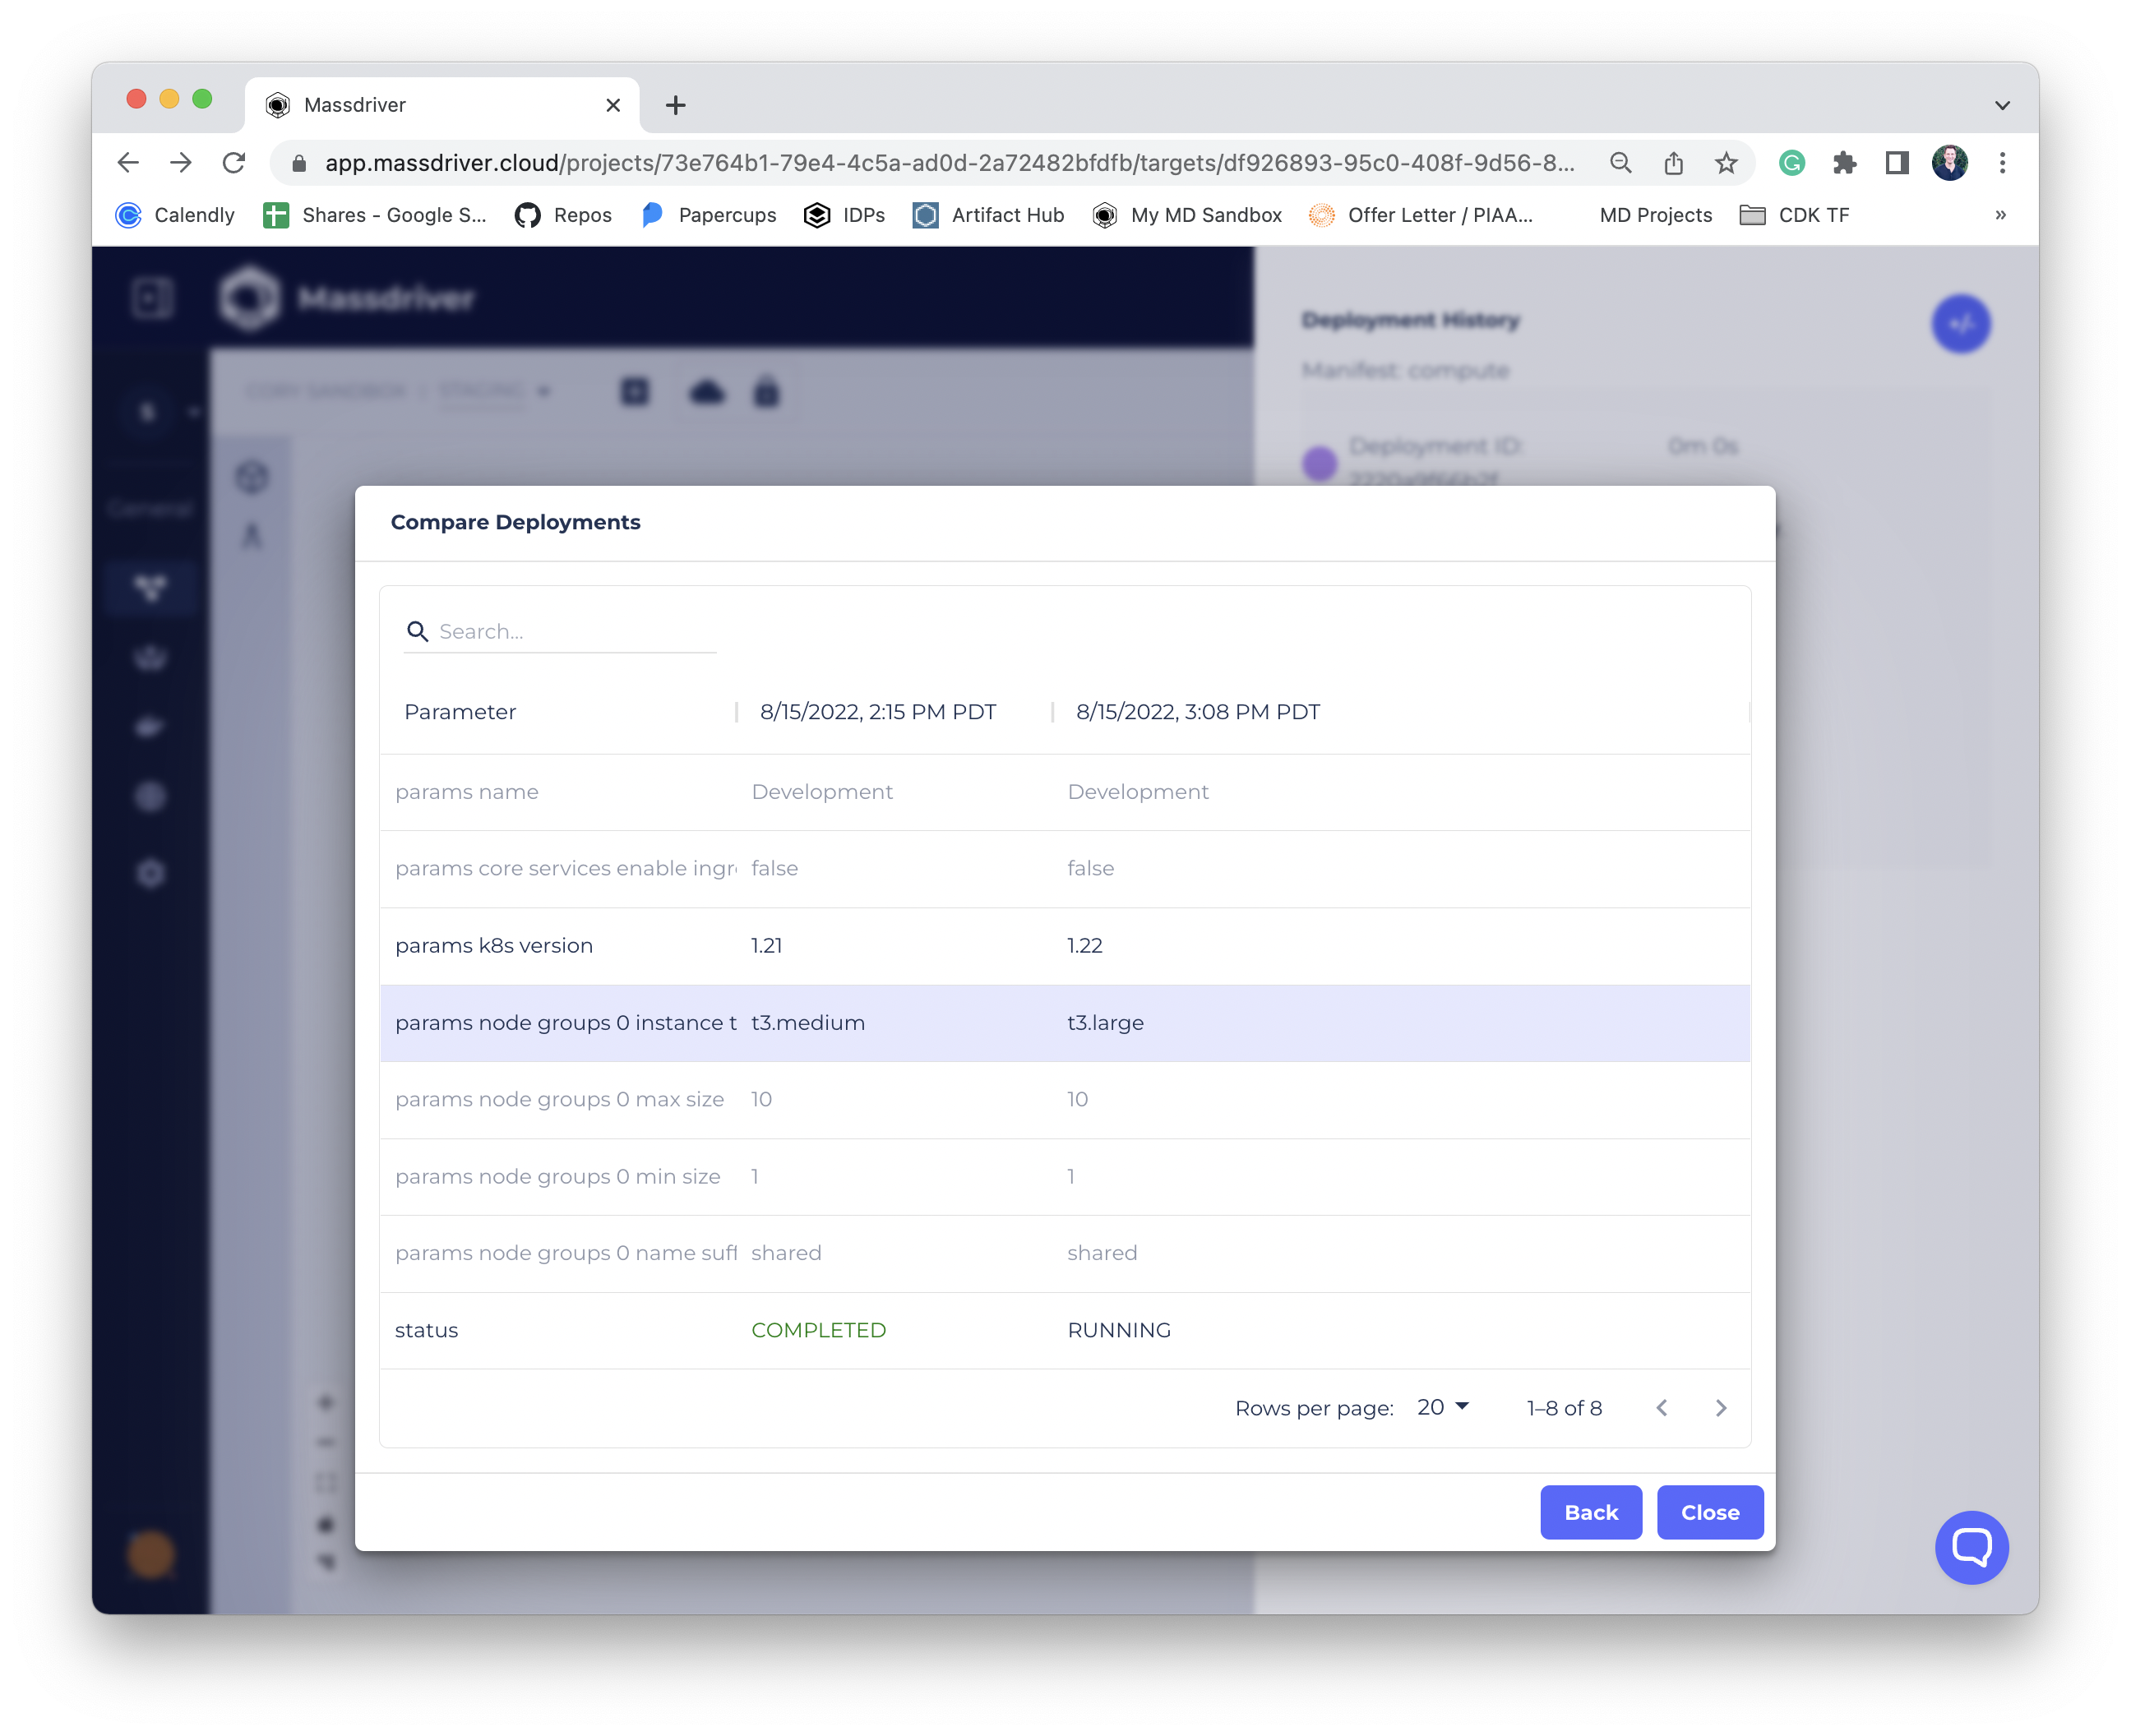 Massdriver
app.massdriver.cloud/projects/73e764b1-79e4-4c5a-ad0d-2a72482bfdfb/targets/df926893-95c0-408f-9d56-8...
Calendly Shares - Google S... Repos Papercups IDPs Artifact Hub My MD Sandbox Offer Letter / PIAA... MD Projects CDK TF »
Massdriver
Deployment History
+/-
Manifest: compute
COBY SANDBOX / STAGING
S
Deployment ID: 0m 0s
General
Compare Deployments
Search...
Parameter 8/15/2022, 2:15 PM PDT 8/15/2022, 3:08 PM PDT
params name Development Development
params core services enable ingr false false
params k8s version 1.21 1.22
params node groups 0 instance t t3.medium t3.large
params node groups 0 max size 10 10
params node groups 0 min size 1 1
params node groups 0 name suff shared shared
status COMPLETED RUNNING
Rows per page: 20 1–8 of 8
Back Close